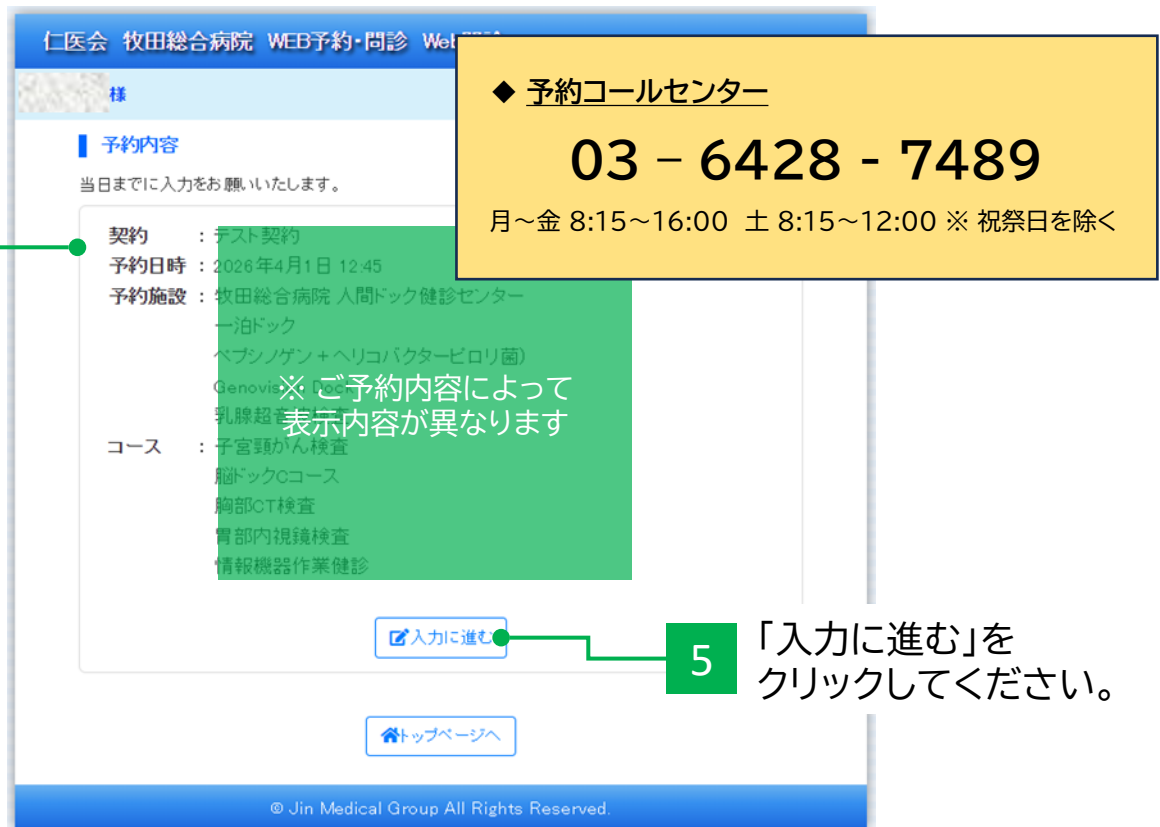 仁医会 牧田総合病院 WEB予約・問診
様
◆ 予約コールセンター
03 – 6428 - 7489
月～金 8:15～16:00 土 8:15～12:00 ※ 祝祭日を除く
予約内容
当日までに入力をお願いいたします。
契約 : テスト契約
予約日時 : 2026年4月1日 12:45
予約施設 : 牧田総合病院 人間ドック健診センター
一泊ドック
ペプシノゲン+ヘリコバクターピロリ菌)
Genovision Dock
乳腺超音波検査
コース : 子宮頸がん検査
脳ドックCコース
胸部CT検査
胃部内視鏡検査
情報機器作業健診
※ ご予約内容によって
表示内容が異なります
入力に進む
5
「入力に進む」を
クリックしてください。
トップページへ
© Jin Medical Group All Rights Reserved.